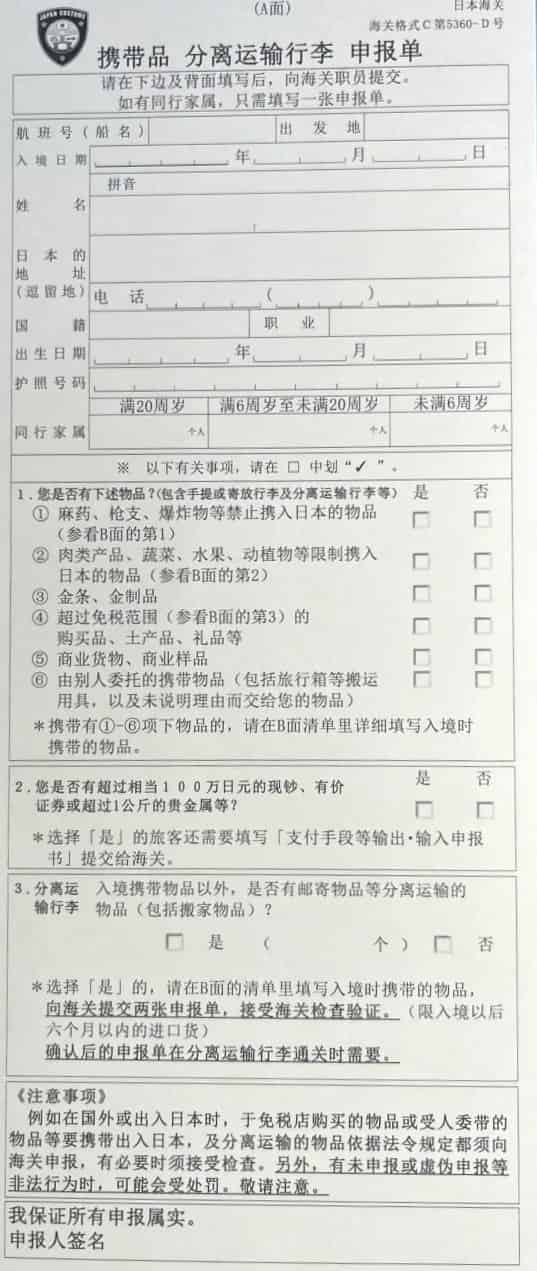 (A面)
日本海关
海关格式C第5360-D号
JAPAN CUSTOMS
携带品 分离运输行李 申报单
请在下边及背面填写后，向海关职员提交。
如有同行家属，只需填写一张申报单。
航班号(船名) 出发地
入境日期 年 月 日
拼音
姓名
日本的
地址
(逗留地) 电话 ( )
国籍 职业
出生日期 年 月 日
护照号码
满20周岁 满6周岁至未满20周岁 未满6周岁
同行家属 个人 个人 个人
※ 以下有关事项，请在 □ 中划“✓”。
1.您是否有下述物品？(包含手提或寄放行李及分离运输行李等) 是 否
① 麻药、枪支、爆炸物等禁止携入日本的物品
（参看B面的第1）
② 肉类产品、蔬菜、水果、动植物等限制携入
日本的物品（参看B面的第2）
③ 金条、金制品
④ 超过免税范围（参看B面的第3）的
购买品、土产品、礼品等
⑤ 商业货物、商业样品
⑥ 由别人委托的携带物品（包括旅行箱等搬运
用具，以及未说明理由而交给您的物品）
＊携带有①-⑥项下物品的，请在B面清单里详细填写入境时
携带的物品。
2.您是否有超过相当１００万日元的现钞、有价 是 否
证券或超过1公斤的贵金属等？
＊选择「是」的旅客还需要填写「支付手段等输出·输入申报
书」提交给海关。
3.分离运 入境携带物品以外，是否有邮寄物品等分离运输的
输行李 物品（包括搬家物品）？
□ 是 （ 个 ） □ 否
＊选择「是」的，请在B面的清单里填写入境时携带的物品，
向海关提交两张申报单，接受海关检查验证。（限入境以后
六个月以内的进口货）
确认后的申报单在分离运输行李通关时需要。
《注意事项》
例如在国外或出入日本时，于免税店购买的物品或受人委带的
物品等要携带出入日本，及分离运输的物品依据法令规定都须向
海关申报，有必要时须接受检查。另外，有未申报或虚伪申报等
非法行为时，可能会受处罚。敬请注意。
我保证所有申报属实。
申报人签名